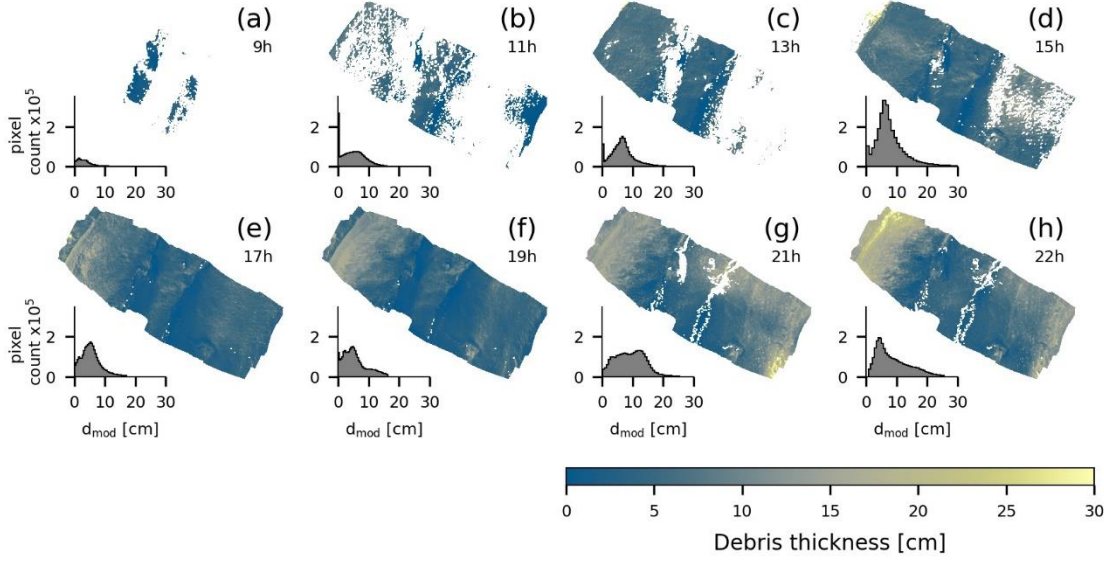 (a) (b) (c) (d)
9h 11h 13h 15h
pixel
count x10⁵
2 2 2 2
0 0 0 0
0 10 20 30 0 10 20 30 0 10 20 30 0 10 20 30
(e) (f) (g) (h)
17h 19h 21h 22h
pixel
count x10⁵
2 2 2 2
0 0 0 0
0 10 20 30 0 10 20 30 0 10 20 30 0 10 20 30
d_mod [cm] d_mod [cm] d_mod [cm] d_mod [cm]
0 5 10 15 20 25 30
Debris thickness [cm]